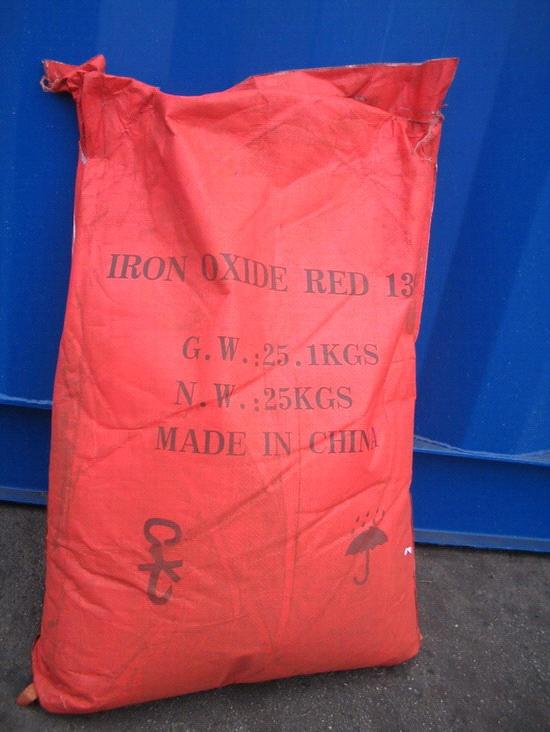 IRON OXIDE RED 13
G.W.:25.1KGS
N.W.:25KGS
MADE IN CHINA